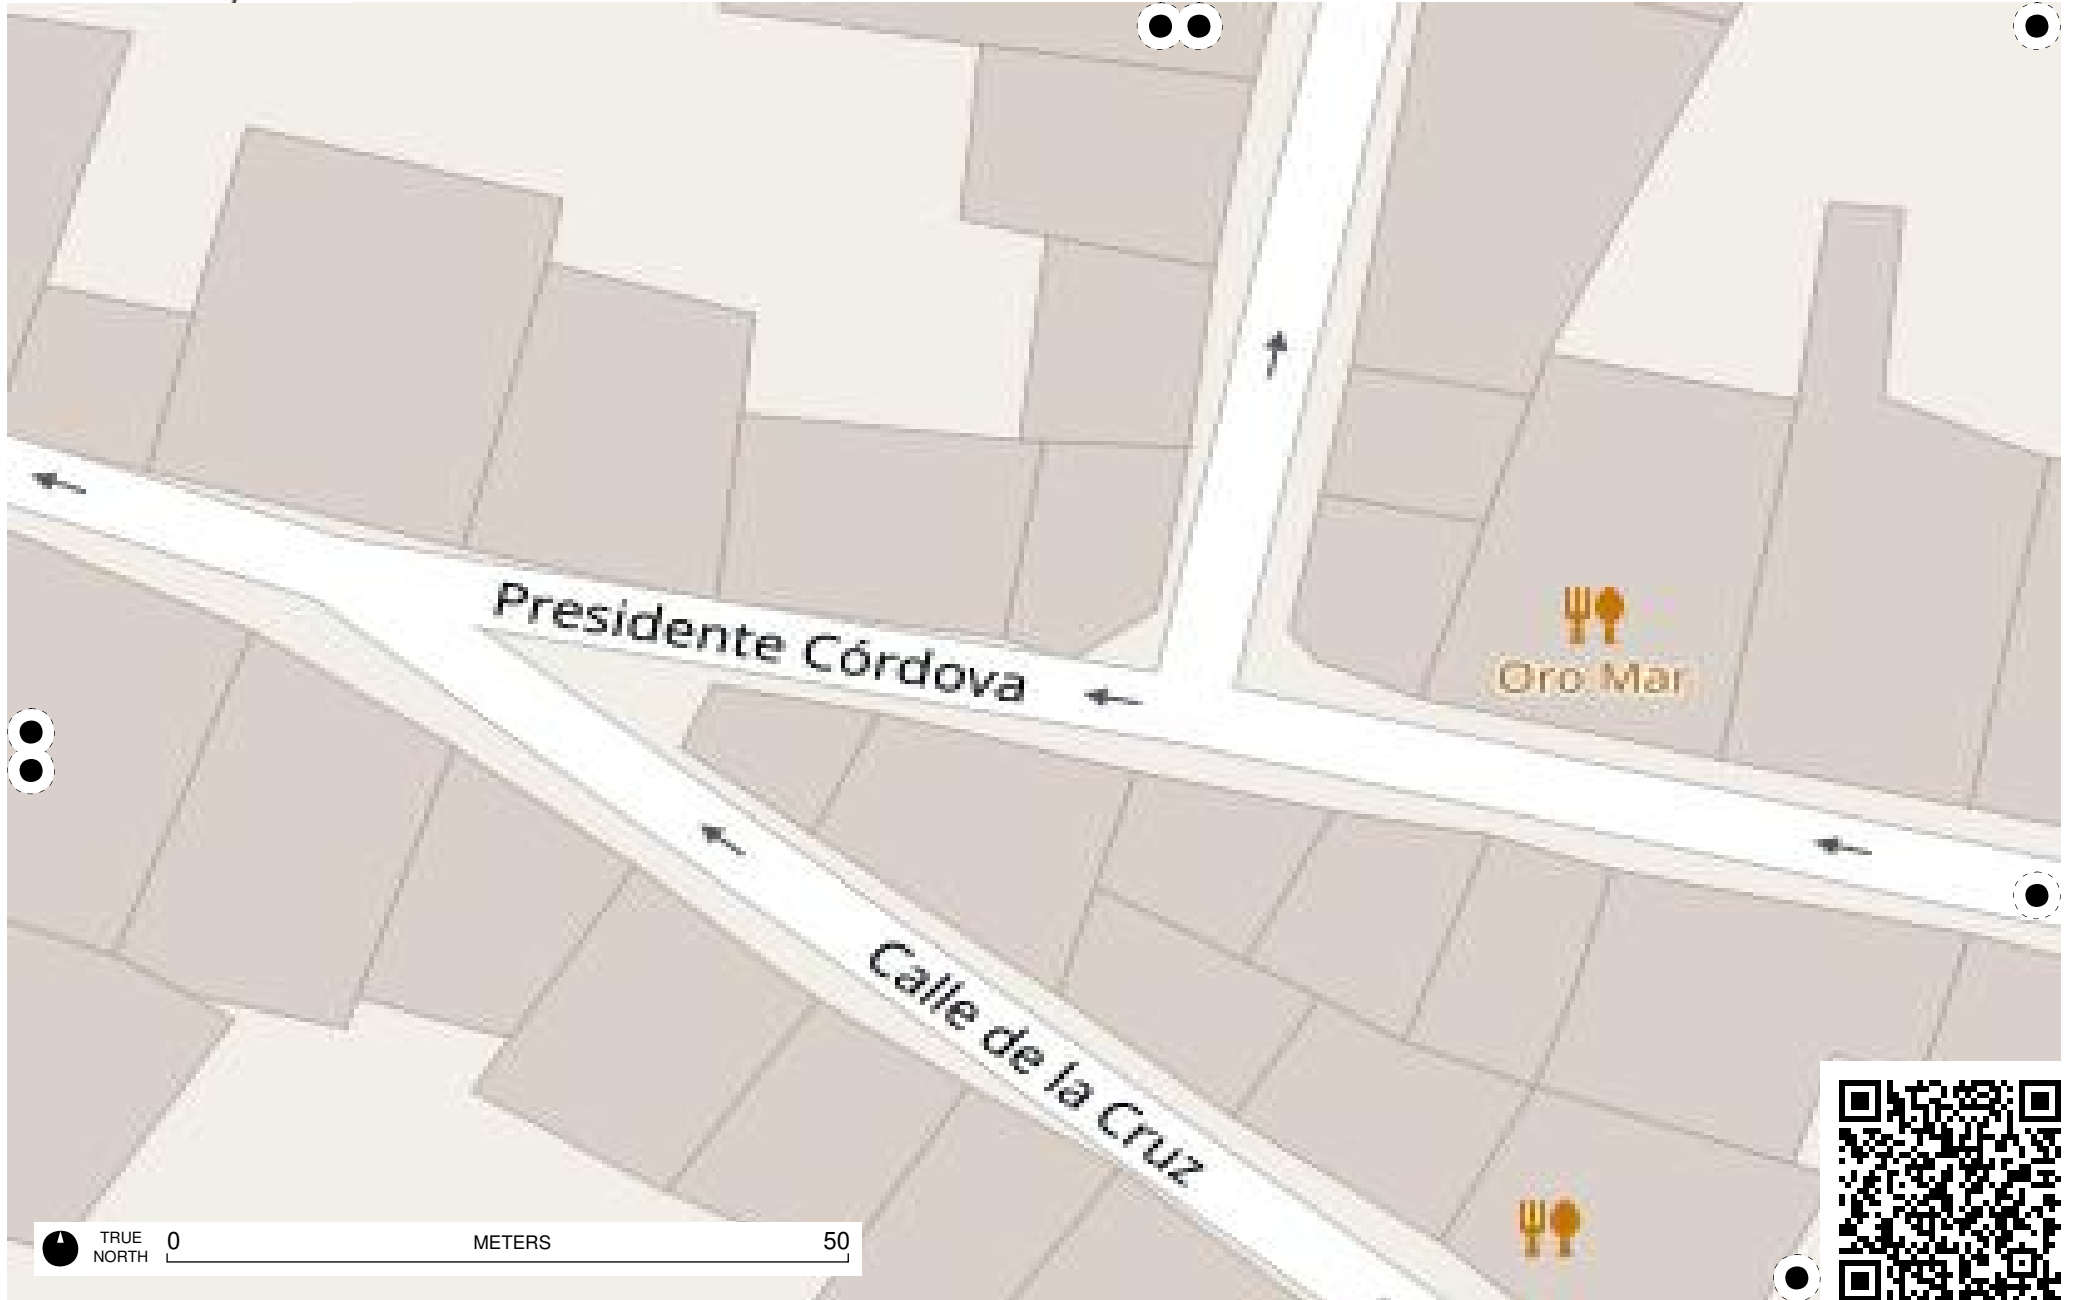 Presidente Córdova
Oro Mar
Calle de la Cruz
TRUE
NORTH
0 METERS 50